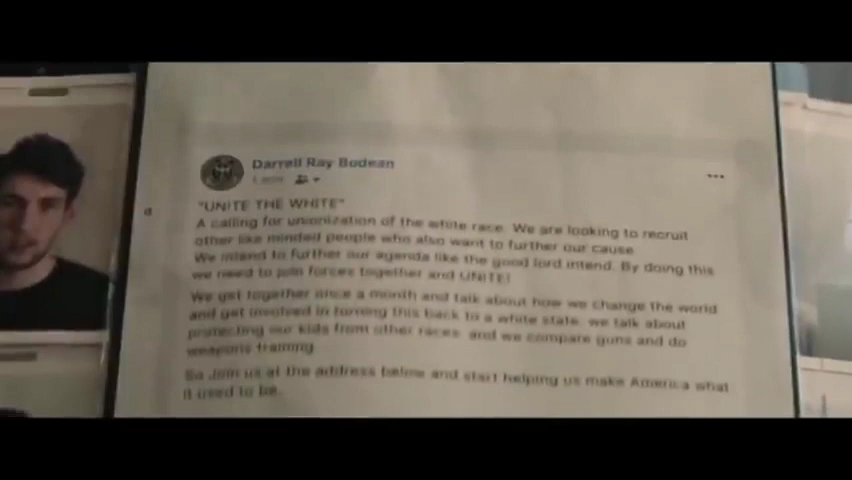 Darrell Ray Bodean
"UNITE THE WHITE"
A calling for unionization of the white race. We are looking to recruit
other like minded people who also want to further our cause.
We intend to further our agenda like the good lord intend. By doing this
we need to join forces together and UNITE!
We get together once a month and talk about how we change the world
and get involved in turning this back to a white state. we talk about
protecting our kids from other races. and we compare guns and do
weapons training.
So Join us at the address below and start helping us make America what
it used to be.